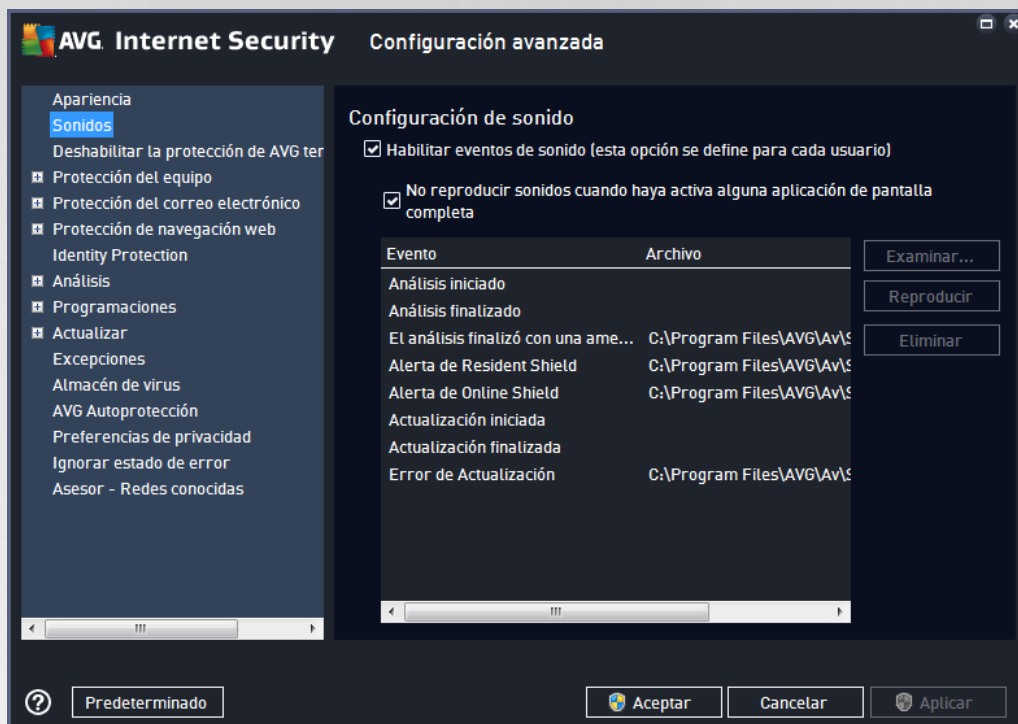 AVG. Internet Security Configuración avanzada
Apariencia
Sonidos
Deshabilitar la protección de AVG ter
Protección del equipo
Protección del correo electrónico
Protección de navegación web
Identity Protection
Análisis
Programaciones
Actualizar
Excepciones
Almacén de virus
AVG Autoprotección
Preferencias de privacidad
Ignorar estado de error
Asesor - Redes conocidas
Configuración de sonido
Habilitar eventos de sonido (esta opción se define para cada usuario)
No reproducir sonidos cuando haya activa alguna aplicación de pantalla
completa
Evento Archivo
Análisis iniciado
Análisis finalizado
El análisis finalizó con una ame... C:\Program Files\AVG\Av\S
Alerta de Resident Shield C:\Program Files\AVG\Av\S
Alerta de Online Shield C:\Program Files\AVG\Av\S
Actualización iniciada
Actualización finalizada
Error de Actualización C:\Program Files\AVG\Av\S
Examinar...
Reproducir
Eliminar
Predeterminado Aceptar Cancelar Aplicar